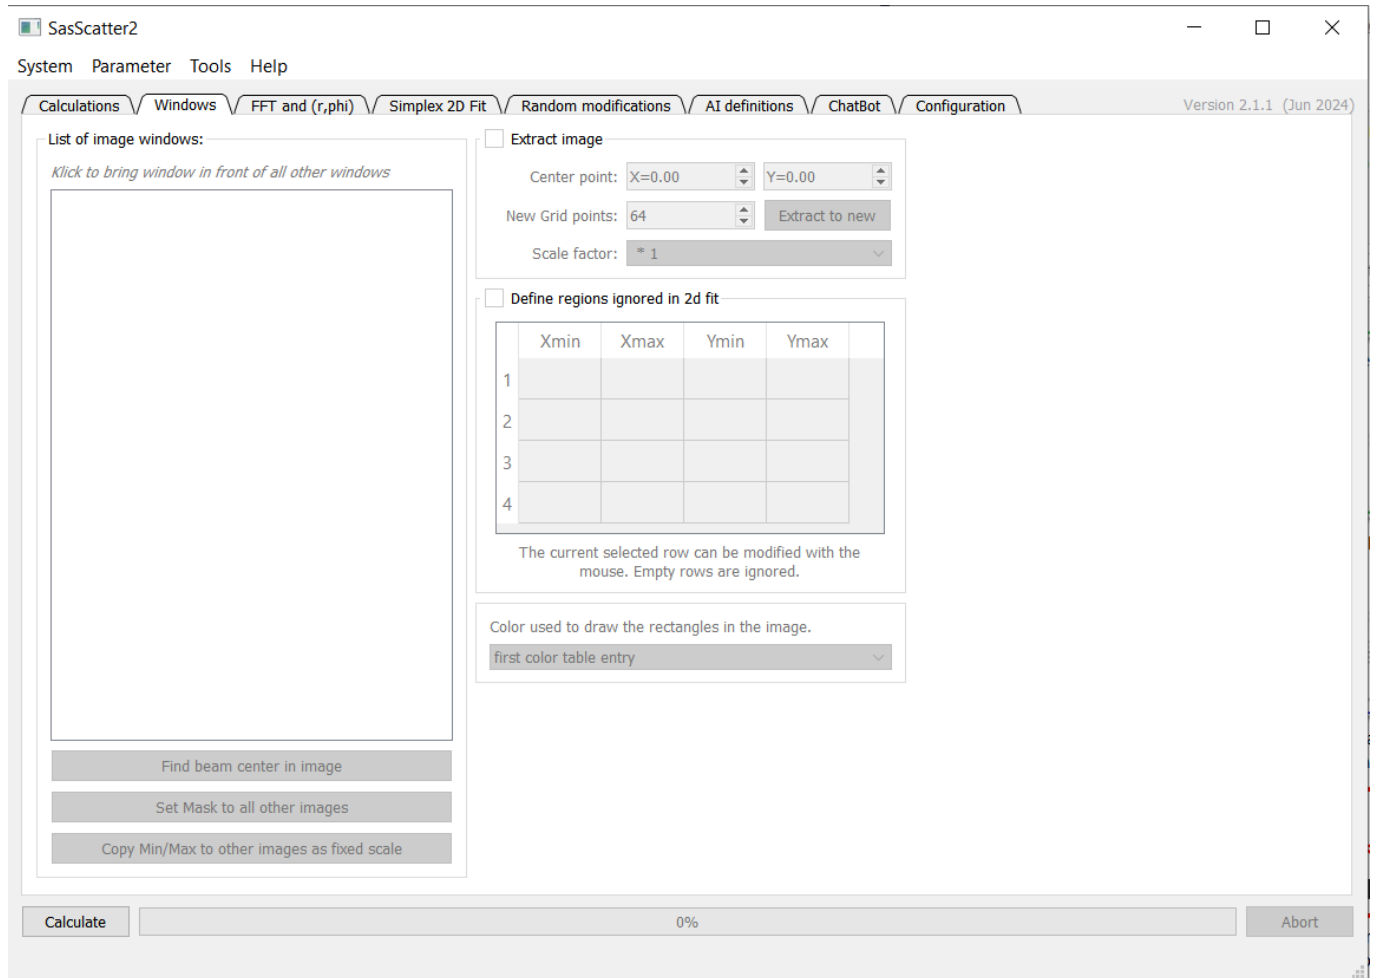 SasScatter2
System Parameter Tools Help
Calculations Windows FFT and (r,phi) Simplex 2D Fit Random modifications AI definitions ChatBot Configuration Version 2.1.1 (Jun 2024)
List of image windows:
Klick to bring window in front of all other windows
Find beam center in image
Set Mask to all other images
Copy Min/Max to other images as fixed scale
Extract image
Center point: X=0.00 Y=0.00
New Grid points: 64 Extract to new
Scale factor: * 1
Define regions ignored in 2d fit
Xmin Xmax Ymin Ymax
1
2
3
4
The current selected row can be modified with the
mouse. Empty rows are ignored.
Color used to draw the rectangles in the image.
first color table entry
Calculate 0% Abort